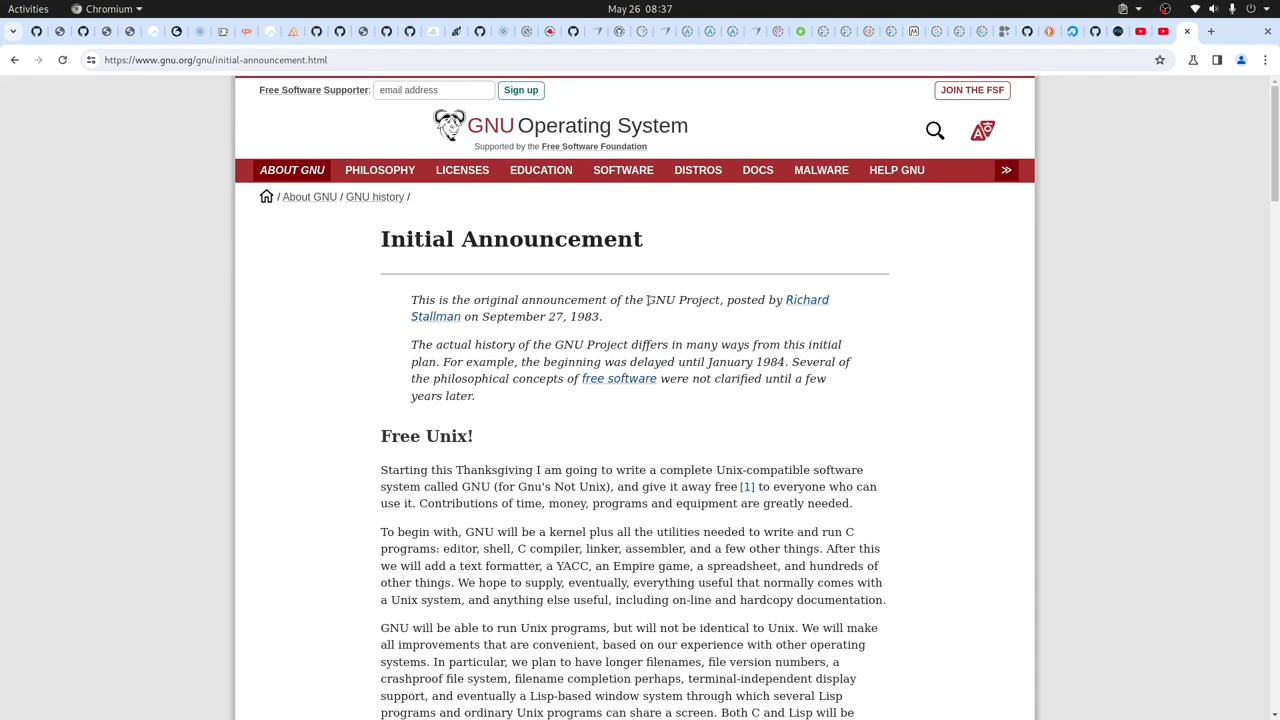 Activities Chromium May 26 08:37
https://www.gnu.org/gnu/initial-announcement.html
Free Software Supporter: email address Sign up JOIN THE FSF
GNU Operating System
Supported by the Free Software Foundation
ABOUT GNU PHILOSOPHY LICENSES EDUCATION SOFTWARE DISTROS DOCS MALWARE HELP GNU ≫
/ About GNU / GNU history /
Initial Announcement
This is the original announcement of the GNU Project, posted by Richard
Stallman on September 27, 1983.
The actual history of the GNU Project differs in many ways from this initial
plan. For example, the beginning was delayed until January 1984. Several of
the philosophical concepts of free software were not clarified until a few
years later.
Free Unix!
Starting this Thanksgiving I am going to write a complete Unix-compatible software
system called GNU (for Gnu's Not Unix), and give it away free [1] to everyone who can
use it. Contributions of time, money, programs and equipment are greatly needed.
To begin with, GNU will be a kernel plus all the utilities needed to write and run C
programs: editor, shell, C compiler, linker, assembler, and a few other things. After this
we will add a text formatter, a YACC, an Empire game, a spreadsheet, and hundreds of
other things. We hope to supply, eventually, everything useful that normally comes with
a Unix system, and anything else useful, including on-line and hardcopy documentation.
GNU will be able to run Unix programs, but will not be identical to Unix. We will make
all improvements that are convenient, based on our experience with other operating
systems. In particular, we plan to have longer filenames, file version numbers, a
crashproof file system, filename completion perhaps, terminal-independent display
support, and eventually a Lisp-based window system through which several Lisp
programs and ordinary Unix programs can share a screen. Both C and Lisp will be